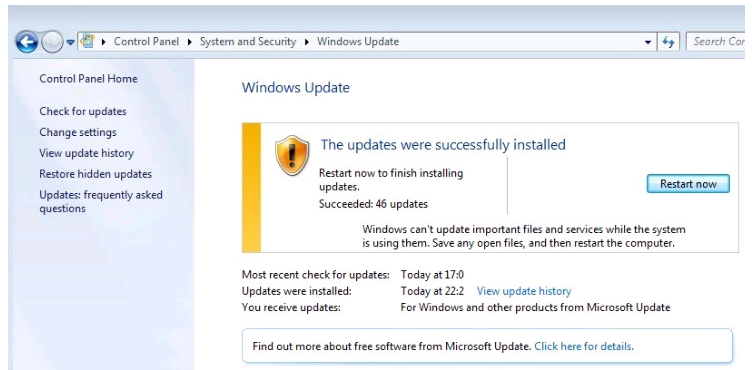 Control Panel ▸ System and Security ▸ Windows Update
Search Con
Control Panel Home
Check for updates
Change settings
View update history
Restore hidden updates
Updates: frequently asked
questions
Windows Update
The updates were successfully installed
Restart now to finish installing
updates.
Succeeded: 46 updates
Restart now
Windows can't update important files and services while the system
is using them. Save any open files, and then restart the computer.
Most recent check for updates: Today at 17:0
Updates were installed: Today at 22:2 View update history
You receive updates: For Windows and other products from Microsoft Update
Find out more about free software from Microsoft Update. Click here for details.